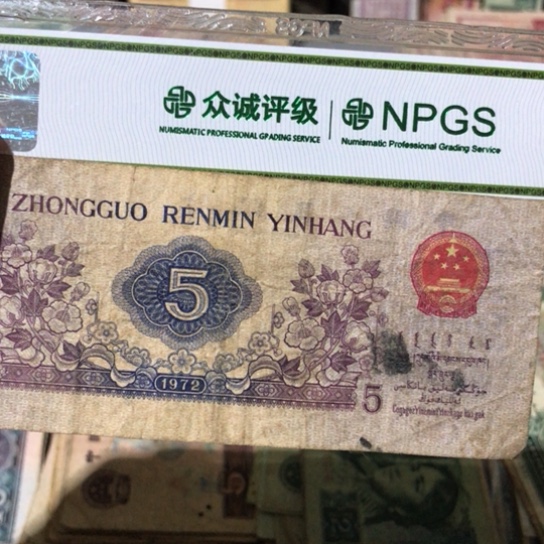 众诚评级 NPGS
NUMISMATIC PROFESSIONAL GRADING SERVICE
Numismatic Professional Grading Service
ZHONGGUO RENMIN YINHANG
5
1972
5